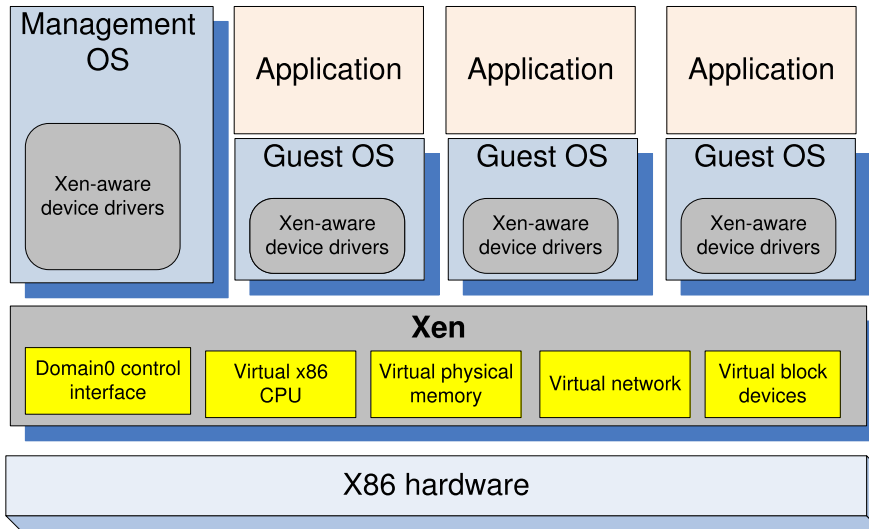 Management
OS
Application
Application
Application
Xen-aware
device drivers
Guest OS
Guest OS
Guest OS
Xen-aware
device drivers
Xen-aware
device drivers
Xen-aware
device drivers
Xen
Domain0 control
interface
Virtual x86
CPU
Virtual physical
memory
Virtual network
Virtual block
devices
X86 hardware